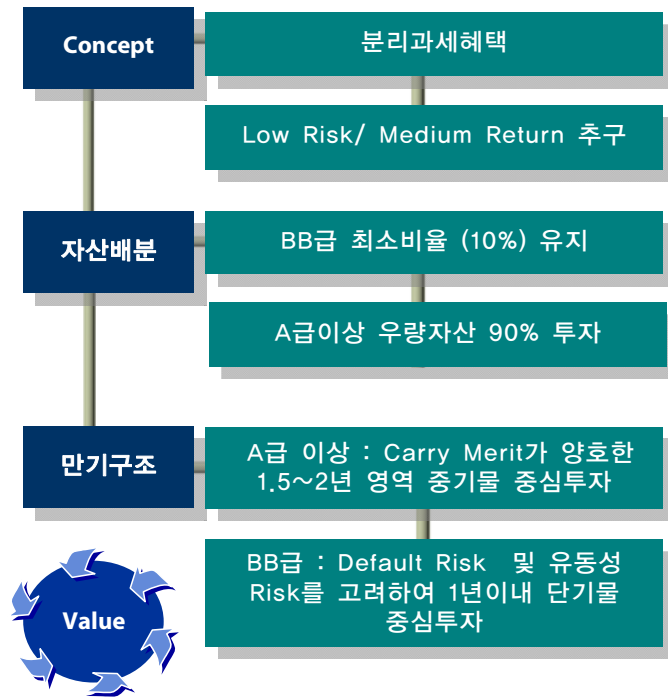 Concept
분리과세혜택
Low Risk/ Medium Return 추구
자산배분
BB급 최소비율 (10%) 유지
A급이상 우량자산 90% 투자
만기구조
A급 이상 : Carry Merit가 양호한
1.5~2년 영역 중기물 중심투자
BB급 : Default Risk 및 유동성
Risk를 고려하여 1년이내 단기물
중심투자
Value